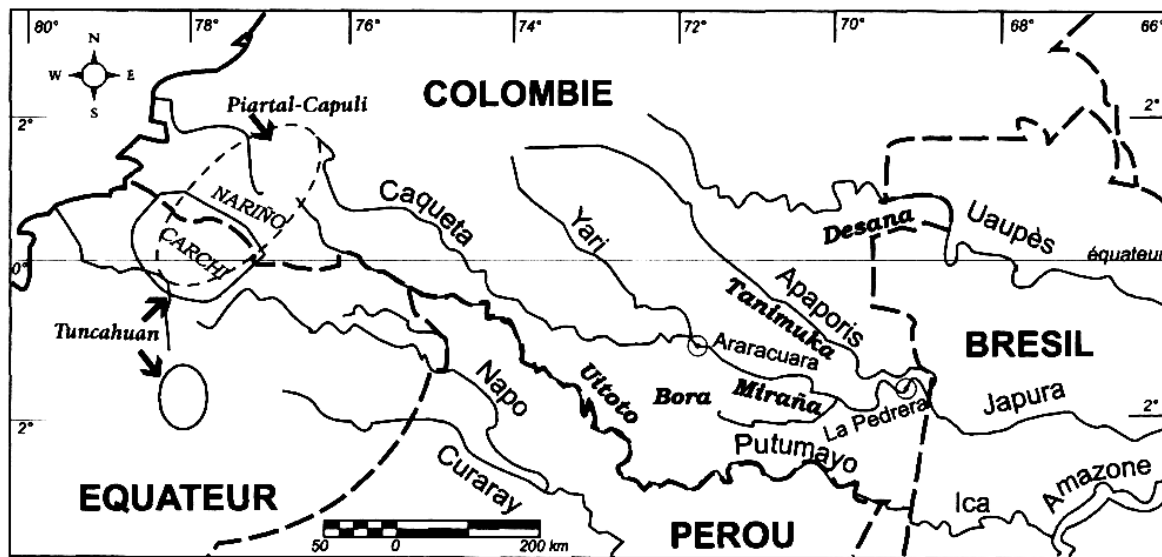 80°
78°
76°
74°
72°
70°
68°
66°
N
W
E
S
COLOMBIE
Piartal-Capuli
2°
2°
NARIÑO
CARCHI
Caqueta
Yari
Desana
Uaupès
0°
équateur
Apaporis
Tanimuka
Tuncahuan
Araracuara
BRESIL
Napo
Uitoto
Bora
Miraña
La Pedrera
Japura
2°
2°
Curaray
Putumayo
Ica
Amazone
EQUATEUR
PEROU
50
0
200 km